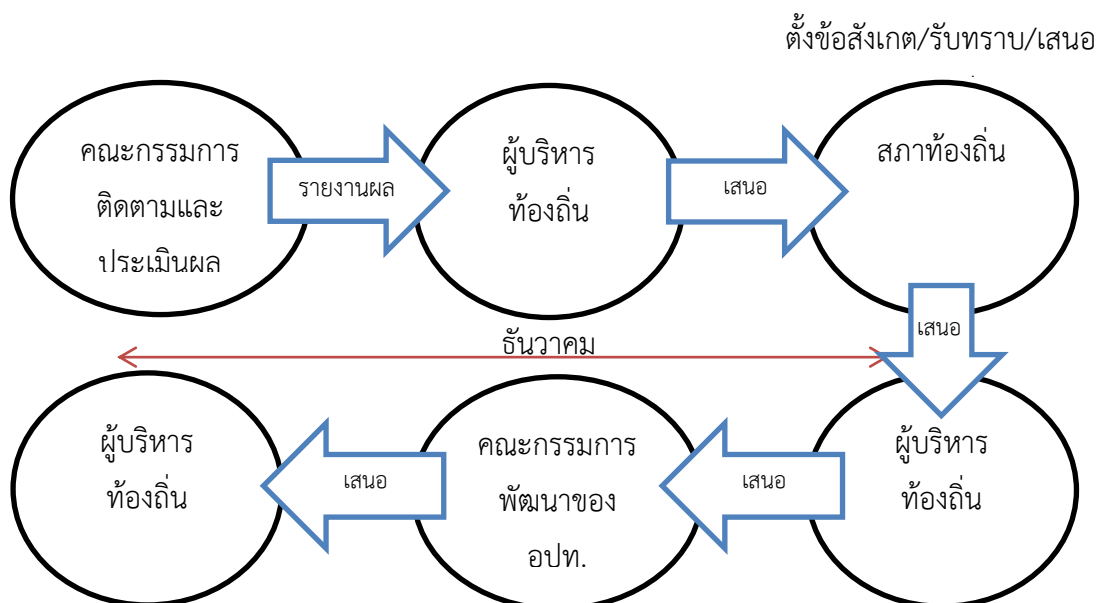 ตั้งข้อสังเกต/รับทราบ/เสนอ
คณะกรรมการ
ติดตามและ
ประเมินผล
รายงานผล
ผู้บริหาร
ท้องถิ่น
เสนอ
สภาท้องถิ่น
เสนอ
ธันวาคม
ผู้บริหาร
ท้องถิ่น
เสนอ
คณะกรรมการ
พัฒนาของ
อปท.
เสนอ
ผู้บริหาร
ท้องถิ่น